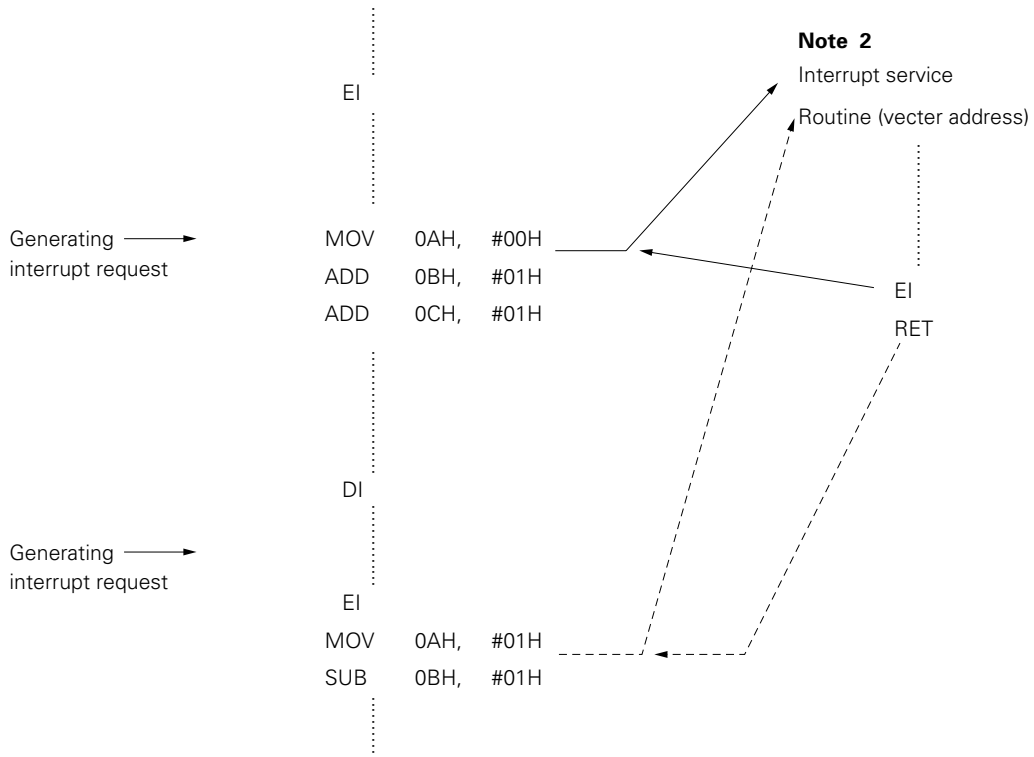 Note 2
Interrupt service
Routine (vecter address)
EI
Generating
interrupt request
MOV 0AH, #00H
ADD 0BH, #01H
ADD 0CH, #01H
EI
RET
DI
Generating
interrupt request
EI
MOV 0AH, #01H
SUB 0BH, #01H